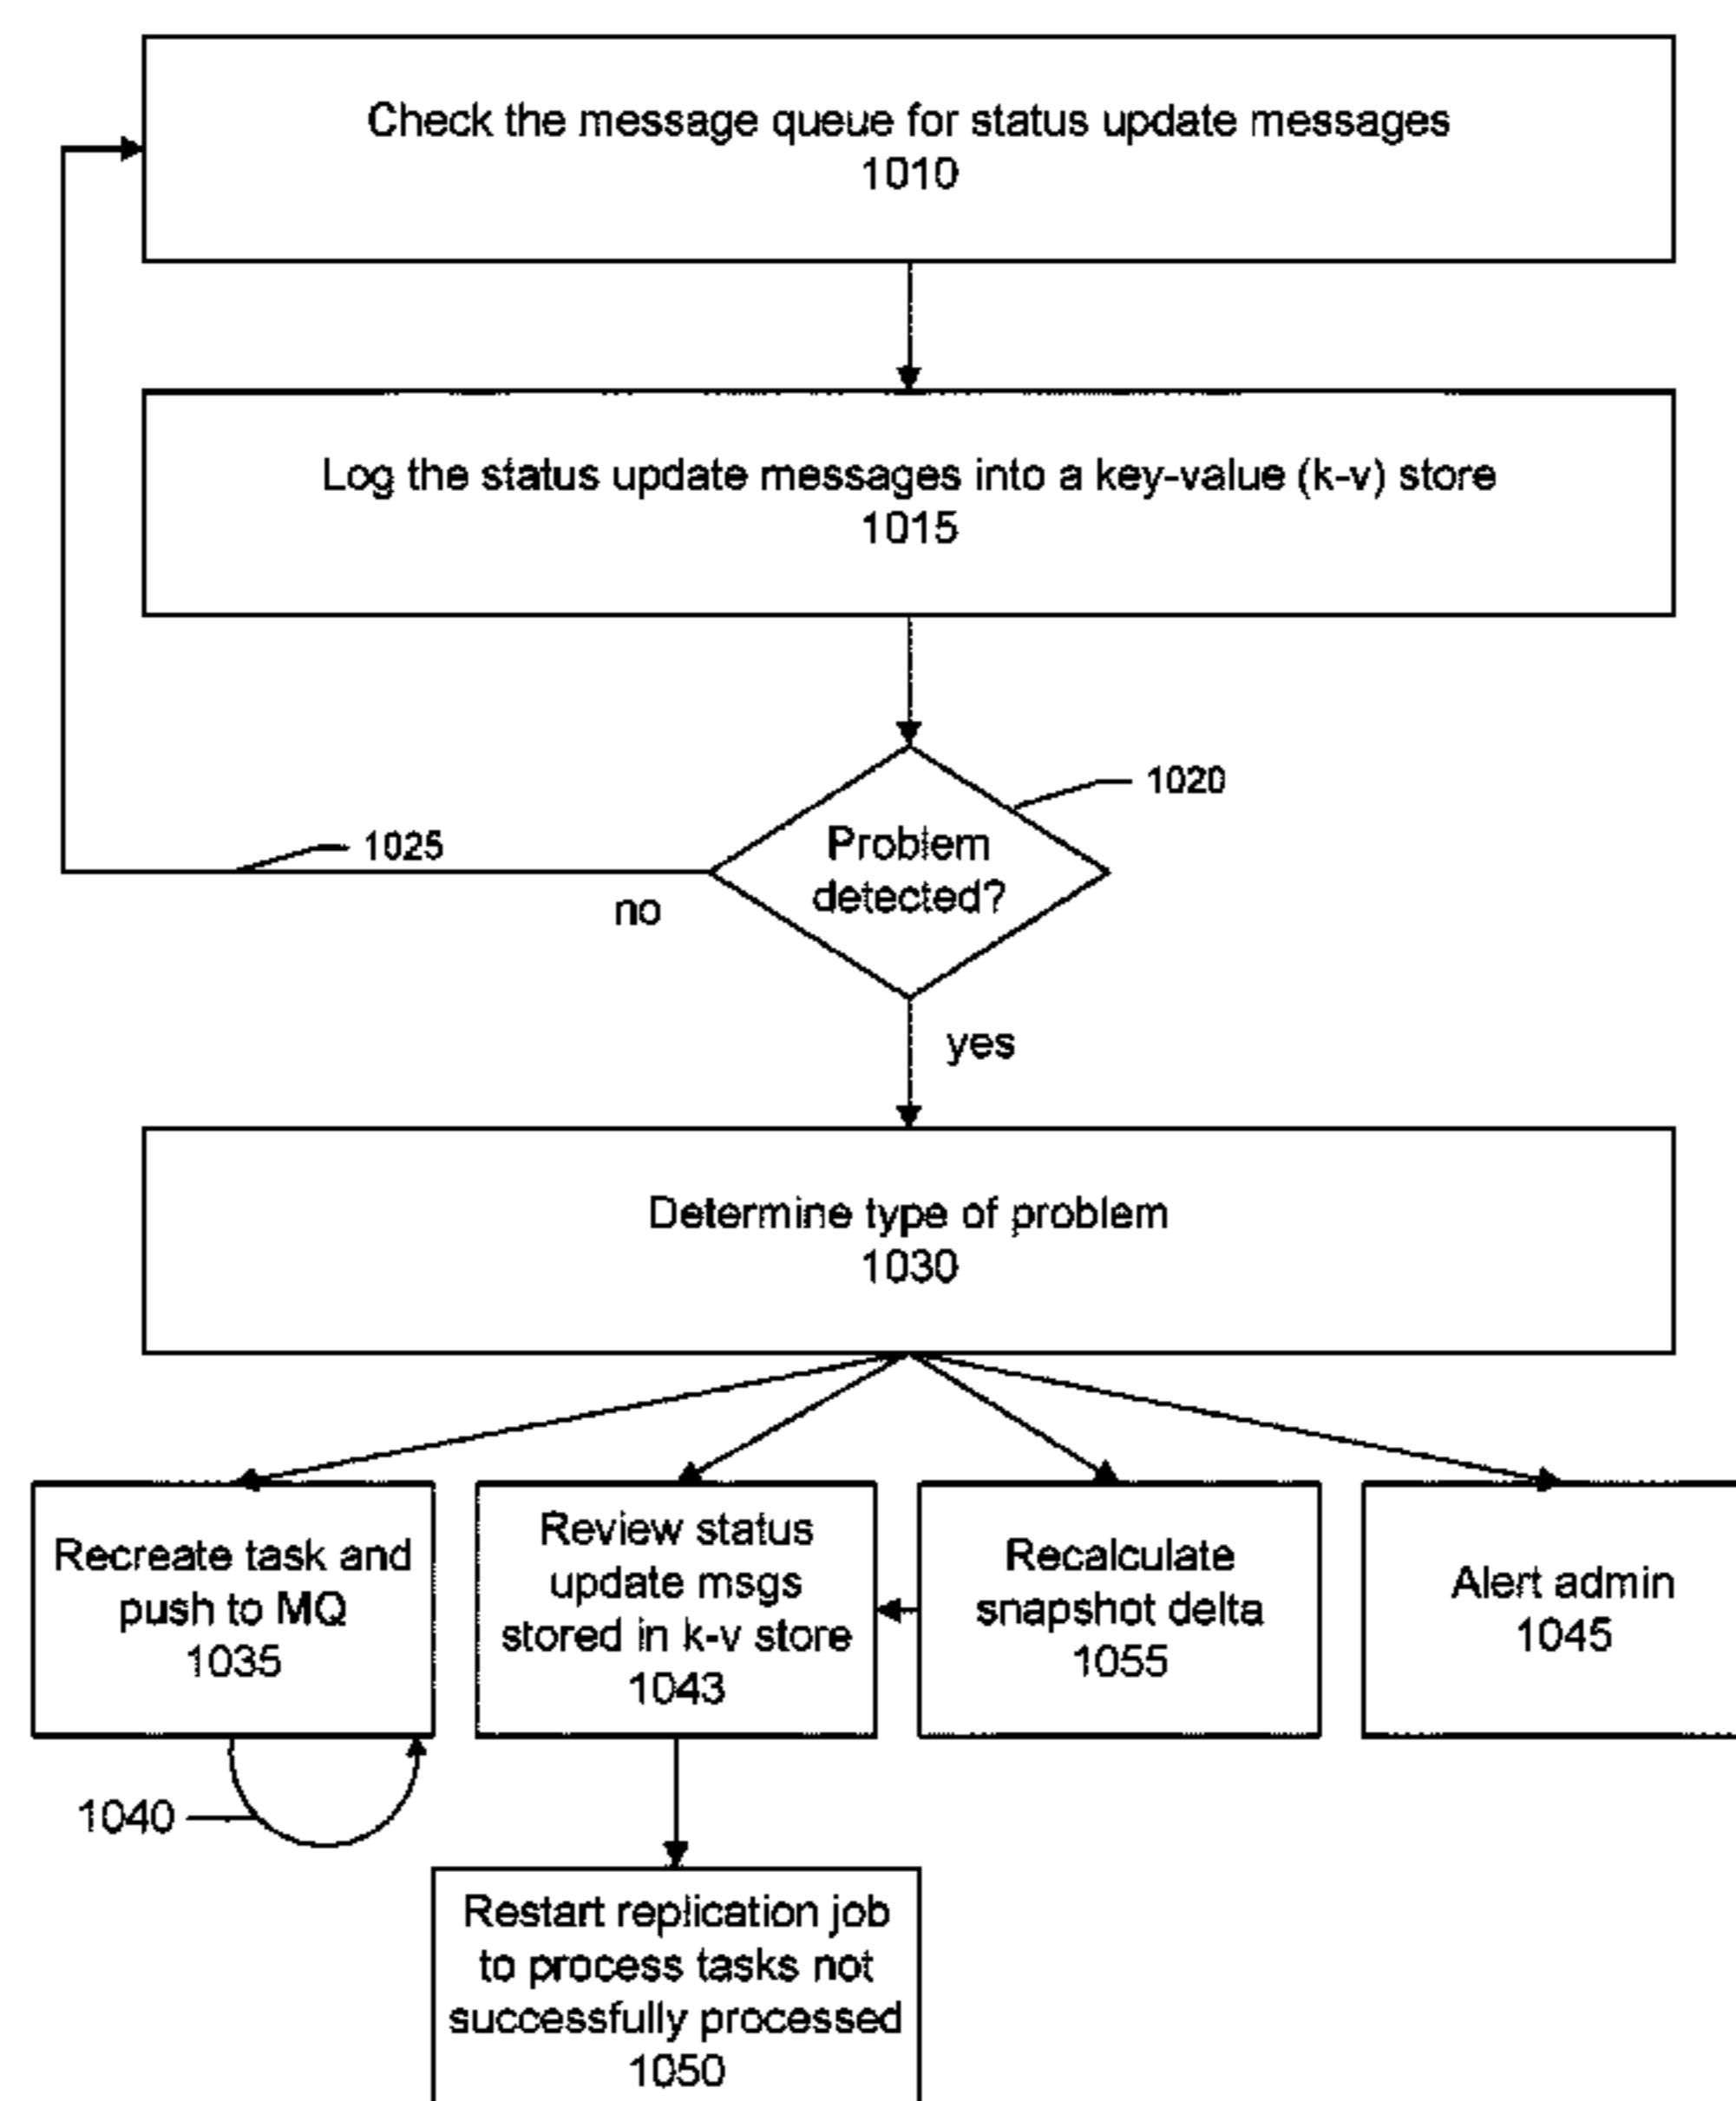 Check the message queue for status update messages
1010
Log the status update messages into a key-value (k-v) store
1015
1020
Problem
detected?
1025
no
yes
Determine type of problem
1030
Recreate task and
push to MQ
1035
Review status
update msgs
stored in k-v store
1043
Recalculate
snapshot delta
1055
Alert admin
1045
1040
Restart replication job
to process tasks not
successfully processed
1050